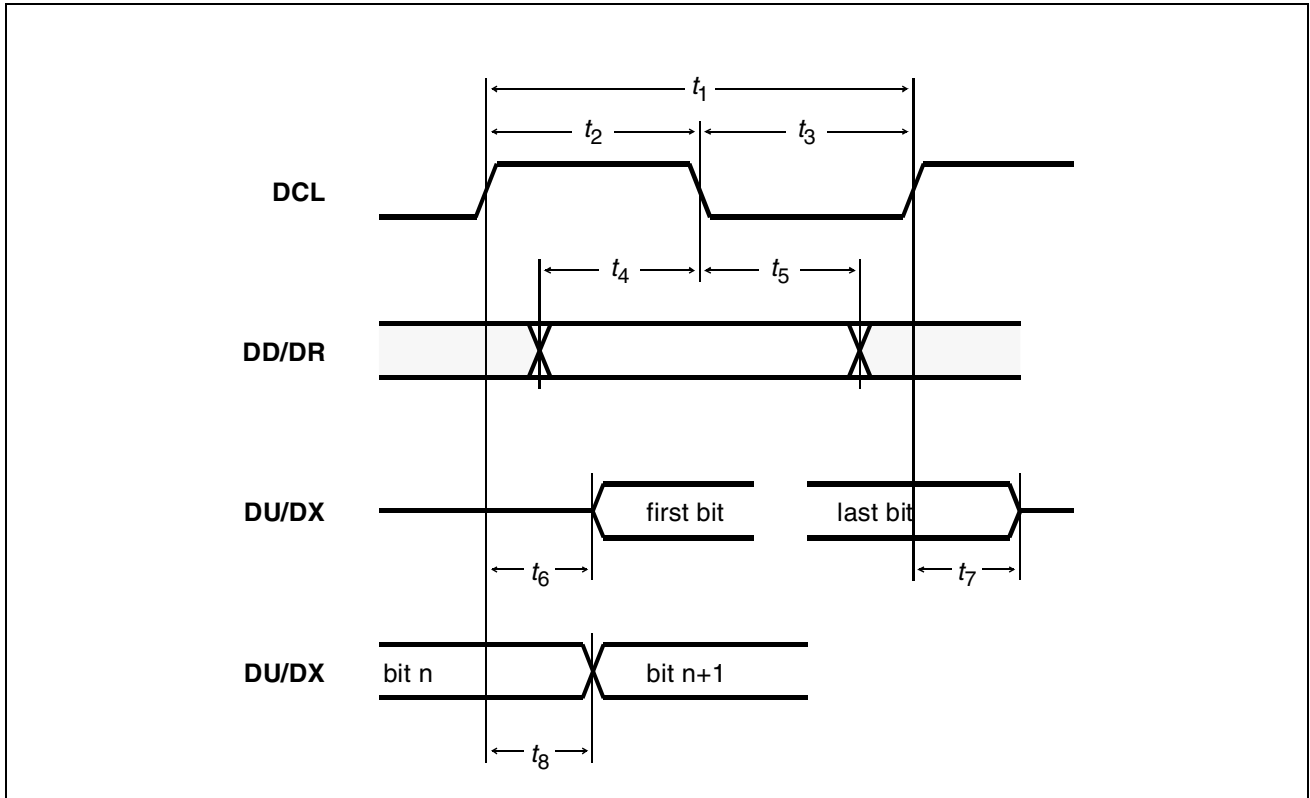 t1
t2
t3
DCL
t4
t5
DD/DR
DU/DX
first bit
last bit
t6
t7
DU/DX
bit n
bit n+1
t8